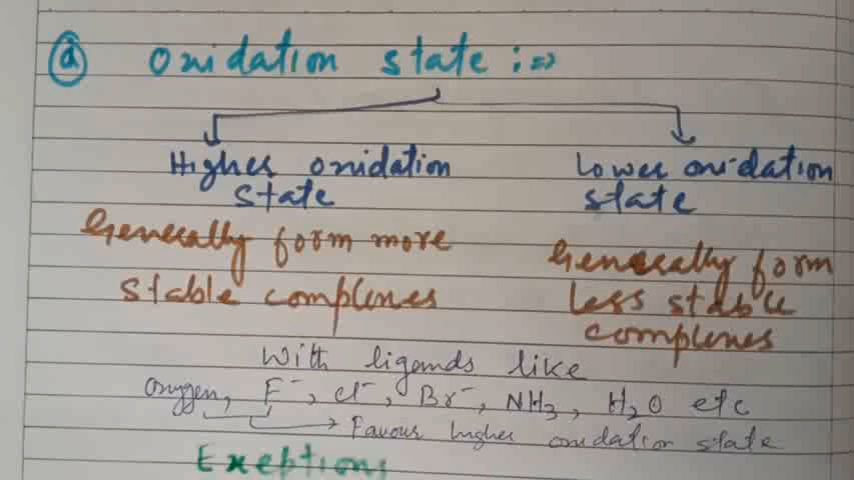 a Oxidation state :⇒
Higher oxidation state
Lower oxidation state
Generally form more stable complexes
Generally form less stable complexes
With ligands like
oxygen, F⁻, Cl⁻, Br⁻, NH₃, H₂O etc
→ Favour higher oxidation state
Exeptions